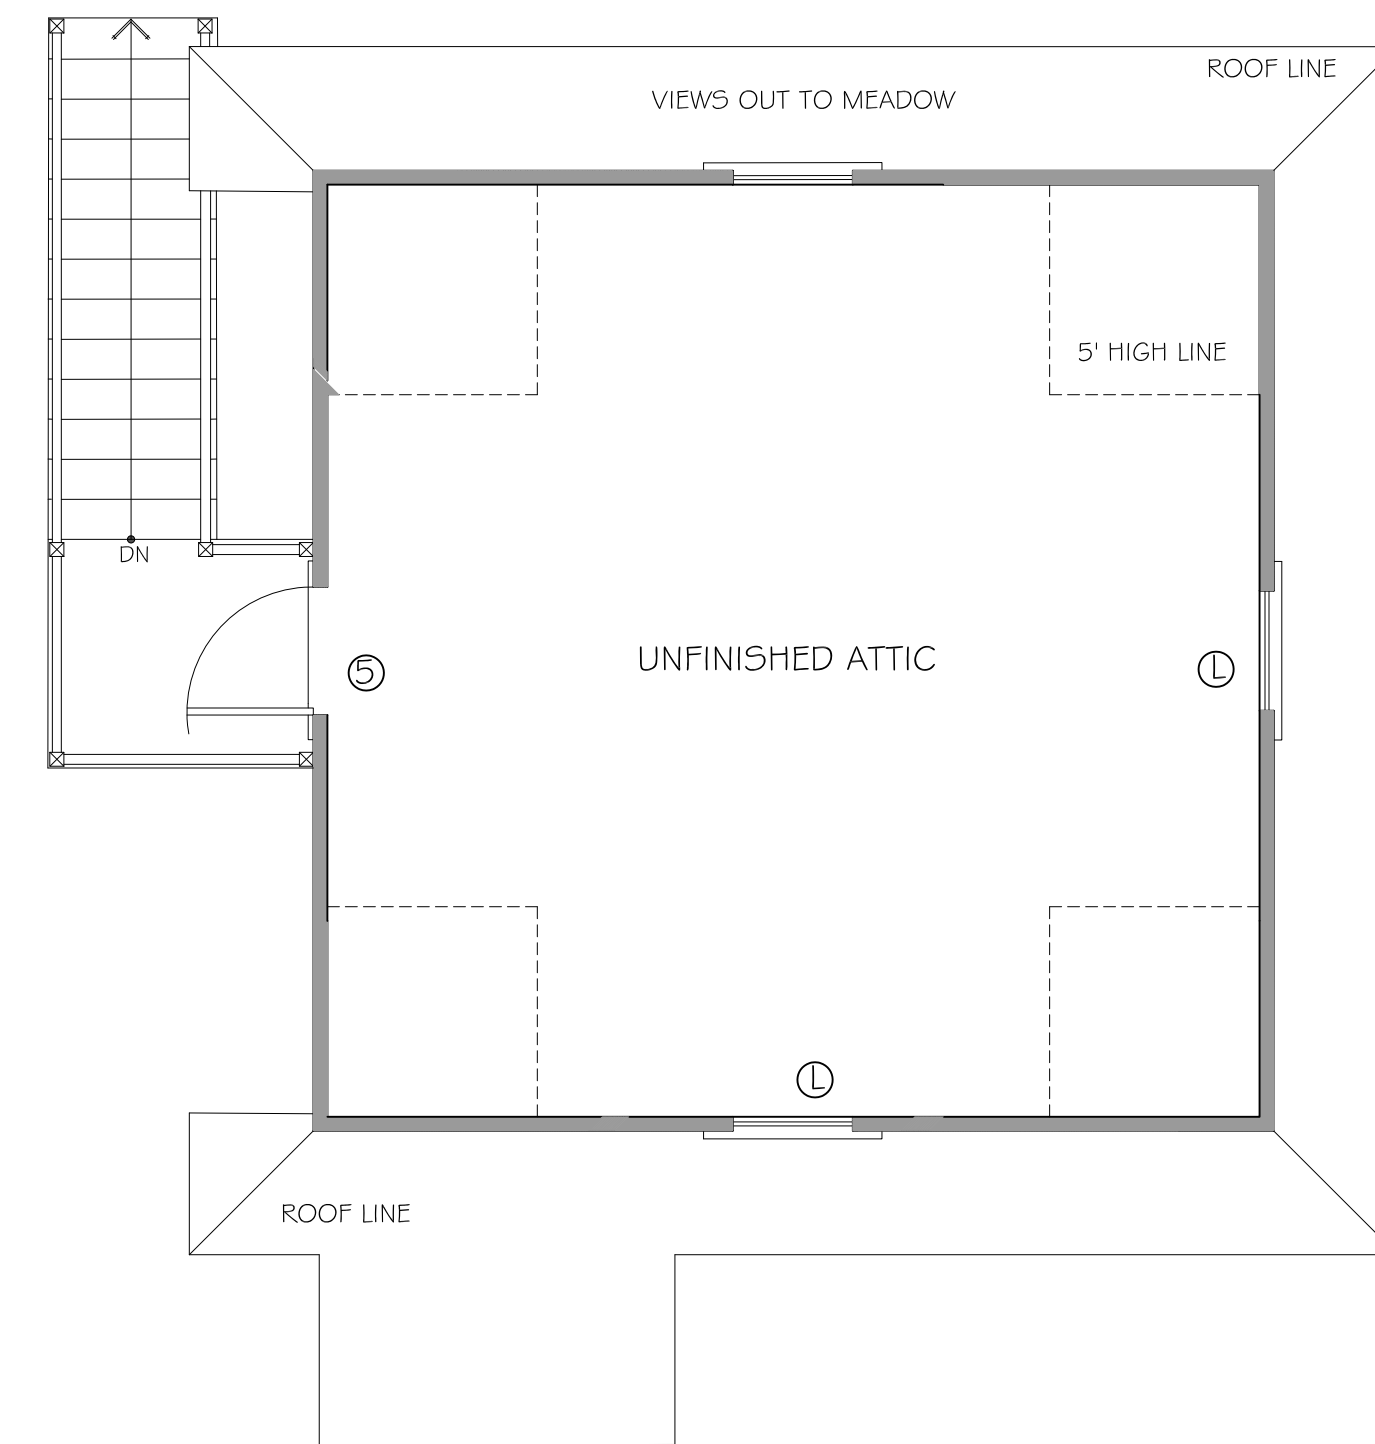 ROOF LINE
VIEWS OUT TO MEADOW
5' HIGH LINE
DN
UNFINISHED ATTIC
5
L
L
ROOF LINE